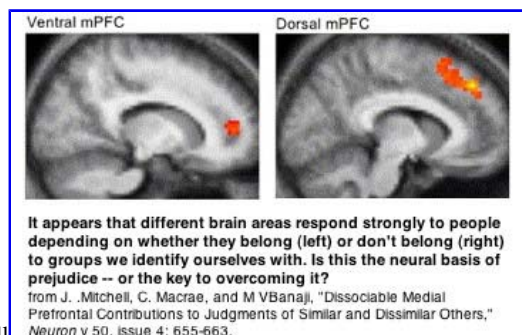 Ventral mPFC
Dorsal mPFC
It appears that different brain areas respond strongly to people
depending on whether they belong (left) or don't belong (right)
to groups we identify ourselves with. Is this the neural basis of
prejudice -- or the key to overcoming it?
from J. .Mitchell, C. Macrae, and M VBanaji, "Dissociable Medial
Prefrontal Contributions to Judgments of Similar and Dissimilar Others,"
Neuron v 50, issue 4: 655-663.